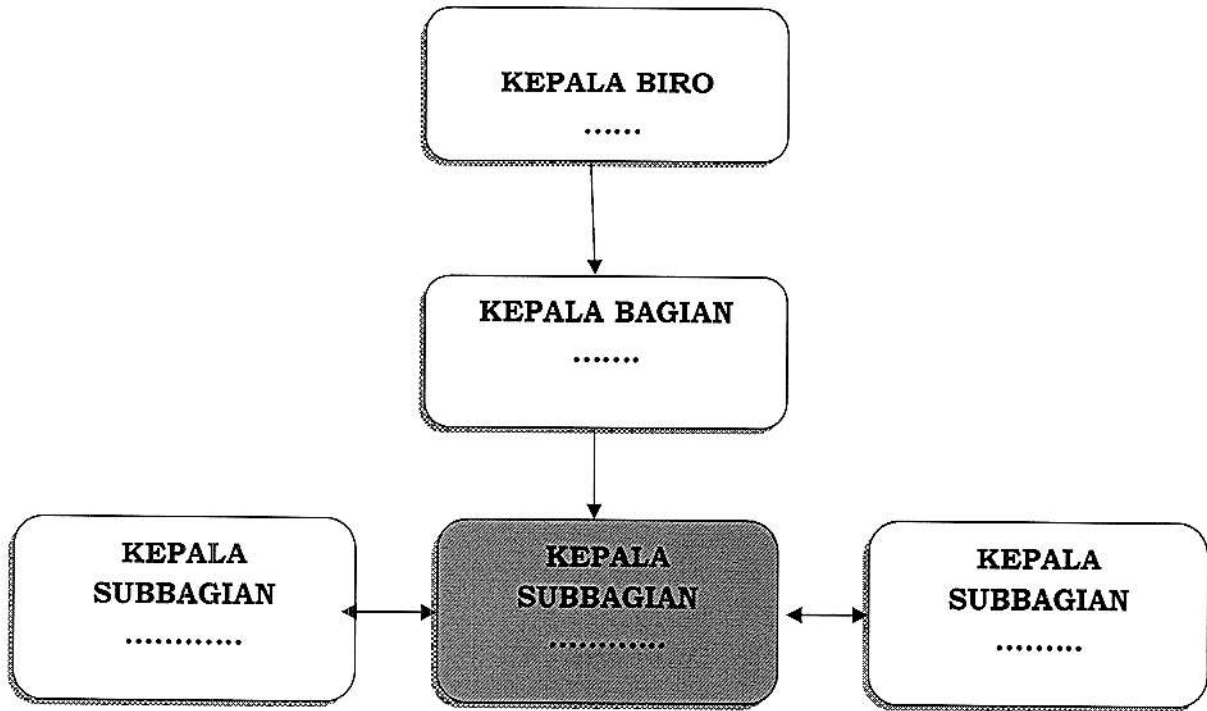 KEPALA BIRO
......
KEPALA BAGIAN
.......
KEPALA
SUBBAGIAN
............
KEPALA
SUBBAGIAN
............
KEPALA
SUBBAGIAN
.........